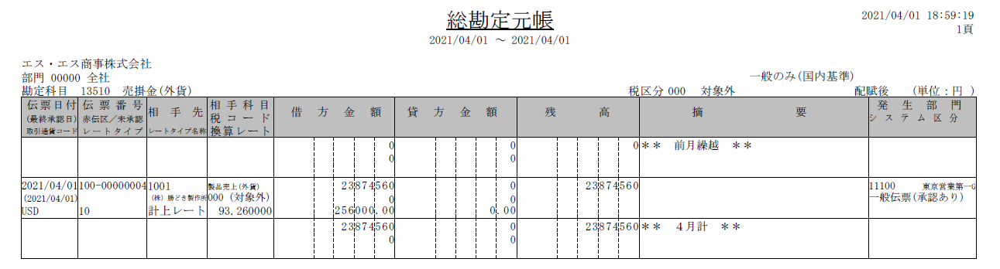 総勘定元帳
2021/04/01 ～ 2021/04/01
2021/04/01 18:59:19
1頁
エス・エス商事株式会社
部門 00000 全社
一般のみ(国内基準)
勘定科目 13510 売掛金(外貨)
税区分 000 対象外
配賦後 (単位:円 )
伝票日付 伝票番号 相手先 相手科目 借方金額 貸方金額 残高 摘要 発生部門
(最終承認日) 赤伝区／未承認 税コード システム区分
取引通貨コード レートタイプ レートタイプ名称 換算レート
0 0 0 ＊＊ 前月繰越 ＊＊
0 0
2021/04/01 100-00000004 1001 製品売上(外貨) 23874560 0 23874560 11100 東京営業第一G
(2021/04/01) (株) 勝どき製作所 000 (対象外) 0 0 一般伝票(承認あり)
USD 10 計上レート 93.260000 256000.00 0.00
23874560 0 23874560 ＊＊ ４月計 ＊＊
0 0